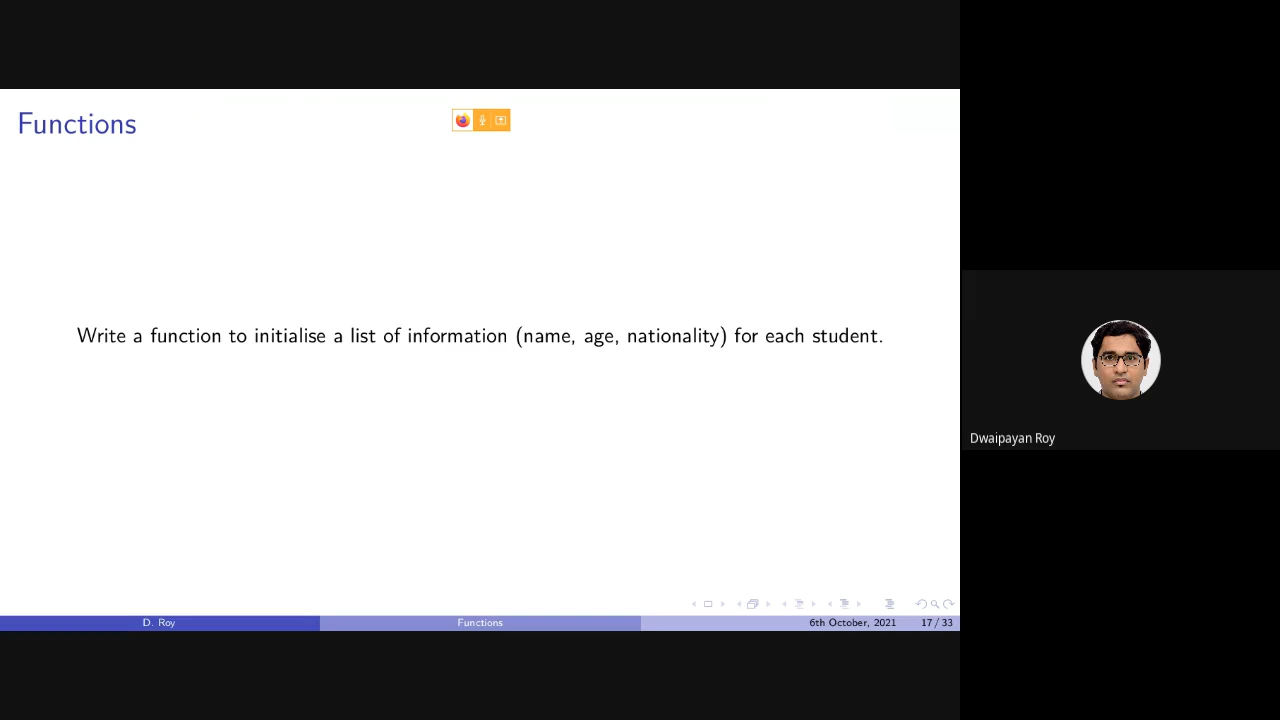 Functions
Write a function to initialise a list of information (name, age, nationality) for each student.
Dwaipayan Roy
D. Roy
Functions
6th October, 2021
17 / 33